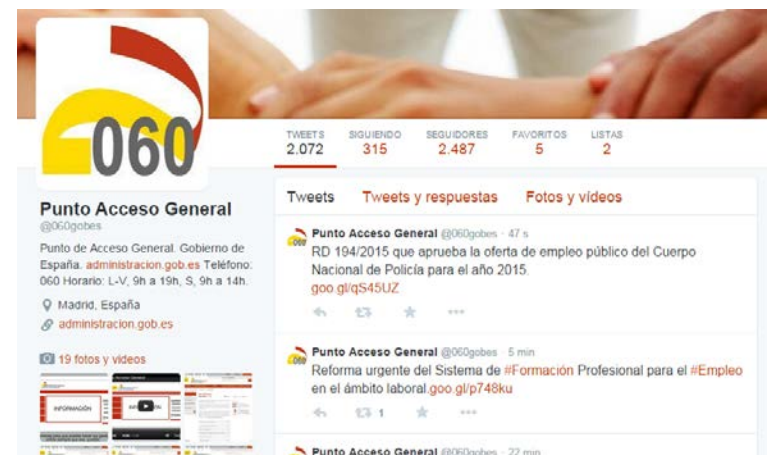 060
TWEETS SIGUIENDO SEGUIDORES FAVORITOS LISTAS
2.072 315 2.487 5 2
Punto Acceso General
@060gobes
Punto de Acceso General. Gobierno de
España. administracion.gob.es Teléfono:
060 Horario: L-V, 9h a 19h, S, 9h a 14h.
Madrid, España
administracion.gob.es
19 fotos y vídeos
INFORMACIÓN
Tweets Tweets y respuestas Fotos y vídeos
Punto Acceso General @060gobes · 47 s
RD 194/2015 que aprueba la oferta de empleo público del Cuerpo
Nacional de Policía para el año 2015.
goo.gl/qS45UZ
Punto Acceso General @060gobes · 5 min
Reforma urgente del Sistema de #Formación Profesional para el #Empleo
en el ámbito laboral.goo.gl/p748ku
1
Punto Acceso General @060gobes · 22 min